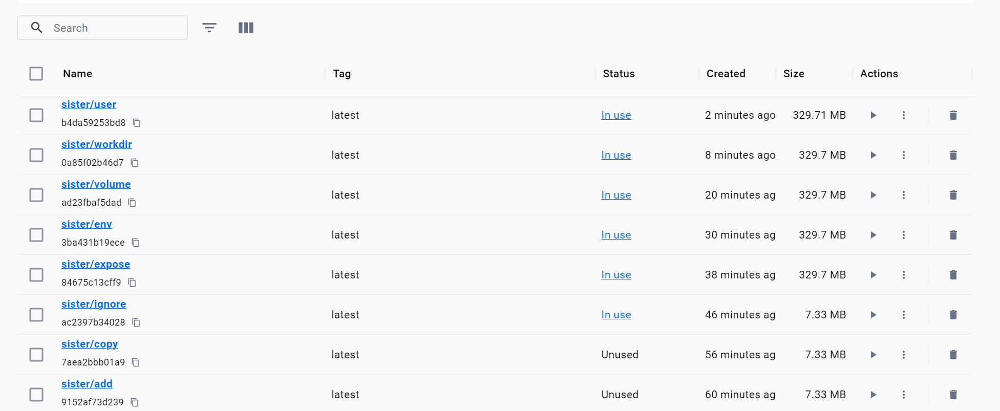 Search
Name Tag Status Created Size Actions
sister/user
b4da59253bd8
latest In use 2 minutes ago 329.71 MB
sister/workdir
0a85f02b46d7
latest In use 8 minutes ago 329.7 MB
sister/volume
ad23fbaf5dad
latest In use 20 minutes ag 329.7 MB
sister/env
3ba431b19ece
latest In use 30 minutes ag 329.7 MB
sister/expose
84675c13cff9
latest In use 38 minutes ag 329.7 MB
sister/ignore
ac2397b34028
latest In use 46 minutes ag 7.33 MB
sister/copy
7aea2bbb01a9
latest Unused 56 minutes ag 7.33 MB
sister/add
9152af73d239
latest Unused 60 minutes ag 7.33 MB